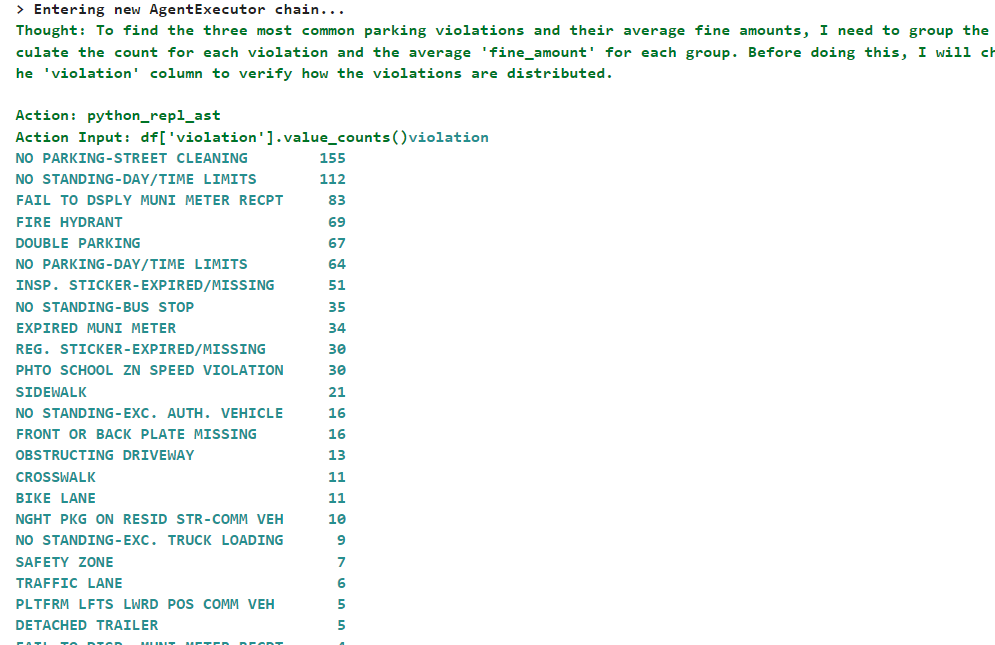 > Entering new AgentExecutor chain...
Thought: To find the three most common parking violations and their average fine amounts, I need to group the
culate the count for each violation and the average 'fine_amount' for each group. Before doing this, I will ch
he 'violation' column to verify how the violations are distributed.
Action: python_repl_ast
Action Input: df['violation'].value_counts()violation
NO PARKING-STREET CLEANING 155
NO STANDING-DAY/TIME LIMITS 112
FAIL TO DSPLY MUNI METER RECPT 83
FIRE HYDRANT 69
DOUBLE PARKING 67
NO PARKING-DAY/TIME LIMITS 64
INSP. STICKER-EXPIRED/MISSING 51
NO STANDING-BUS STOP 35
EXPIRED MUNI METER 34
REG. STICKER-EXPIRED/MISSING 30
PHTO SCHOOL ZN SPEED VIOLATION 30
SIDEWALK 21
NO STANDING-EXC. AUTH. VEHICLE 16
FRONT OR BACK PLATE MISSING 16
OBSTRUCTING DRIVEWAY 13
CROSSWALK 11
BIKE LANE 11
NGHT PKG ON RESID STR-COMM VEH 10
NO STANDING-EXC. TRUCK LOADING 9
SAFETY ZONE 7
TRAFFIC LANE 6
PLTFRM LFTS LWRD POS COMM VEH 5
DETACHED TRAILER 5